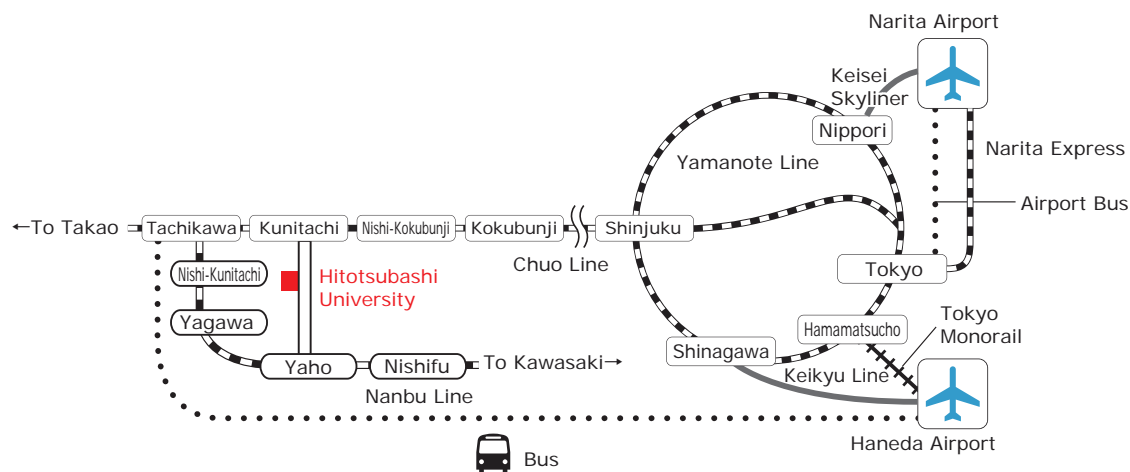 Narita Airport
Keisei
Skyliner
Nippori
Yamanote Line
Narita Express
Airport Bus
←To Takao
Tachikawa
Kunitachi
Nishi-Kokubunji
Kokubunji
Shinjuku
Chuo Line
Tokyo
Nishi-Kunitachi
Hitotsubashi
University
Yagawa
Hamamatsucho
Tokyo
Monorail
Shinagawa
Yaho
Nishifu
To Kawasaki→
Keikyu Line
Nanbu Line
Haneda Airport
Bus